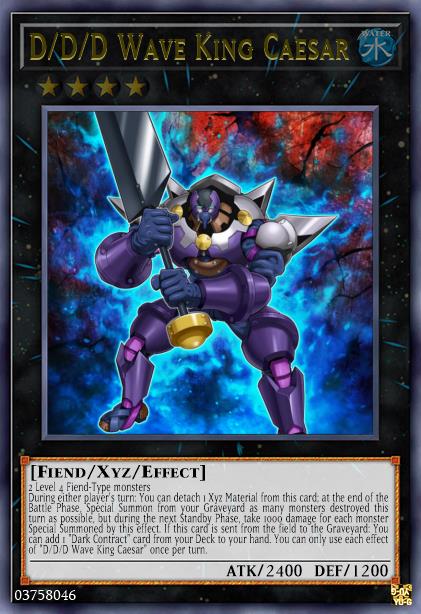 D/D/D WAVE KING CAESAR
WATER
水
[FIEND/XYZ/EFFECT]
2 Level 4 Fiend-Type monsters
During either player's turn: You can detach 1 Xyz Material from this card; at the end of the
Battle Phase, Special Summon from your Graveyard as many monsters destroyed this
turn as possible, but during the next Standby Phase, take 1000 damage for each monster
Special Summoned by this effect. If this card is sent from the field to the Graveyard: You
can add 1 "Dark Contract" card from your Deck to your hand. You can only use each effect
of "D/D/D Wave King Caesar" once per turn.
ATK/2400 DEF/1200
03758046